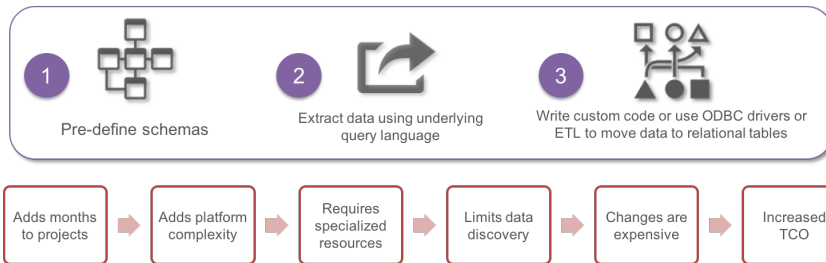 1
Pre-define schemas
2
Extract data using underlying
query language
3
Write custom code or use ODBC drivers or
ETL to move data to relational tables
Adds months
to projects
Adds platform
complexity
Requires
specialized
resources
Limits data
discovery
Changes are
expensive
Increased
TCO